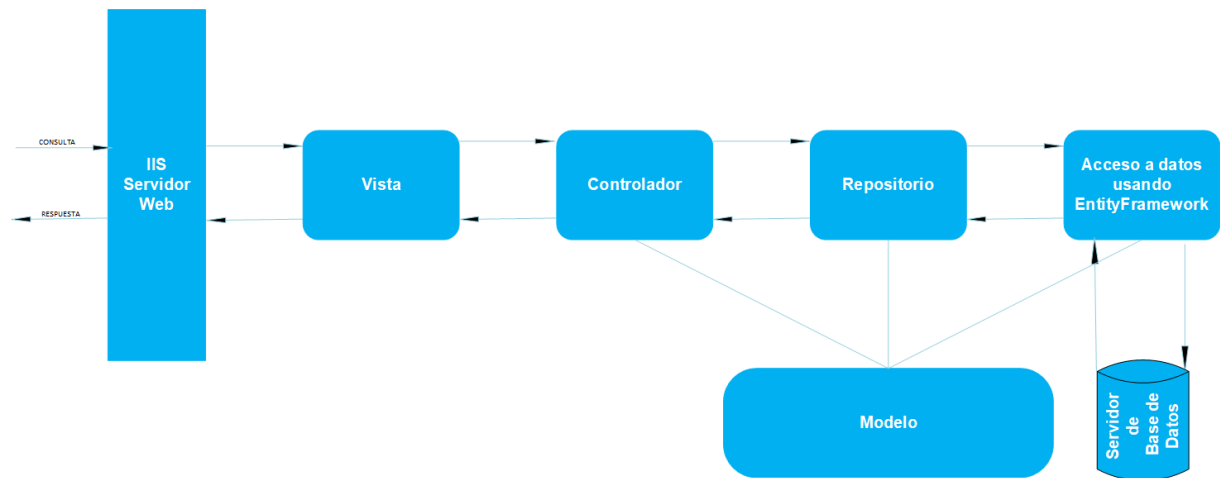 CONSULTA
RESPUESTA
IIS
Servidor
Web
Vista
Controlador
Repositorio
Acceso a datos
usando
EntityFramework
Modelo
Servidor
de
Base de
Datos